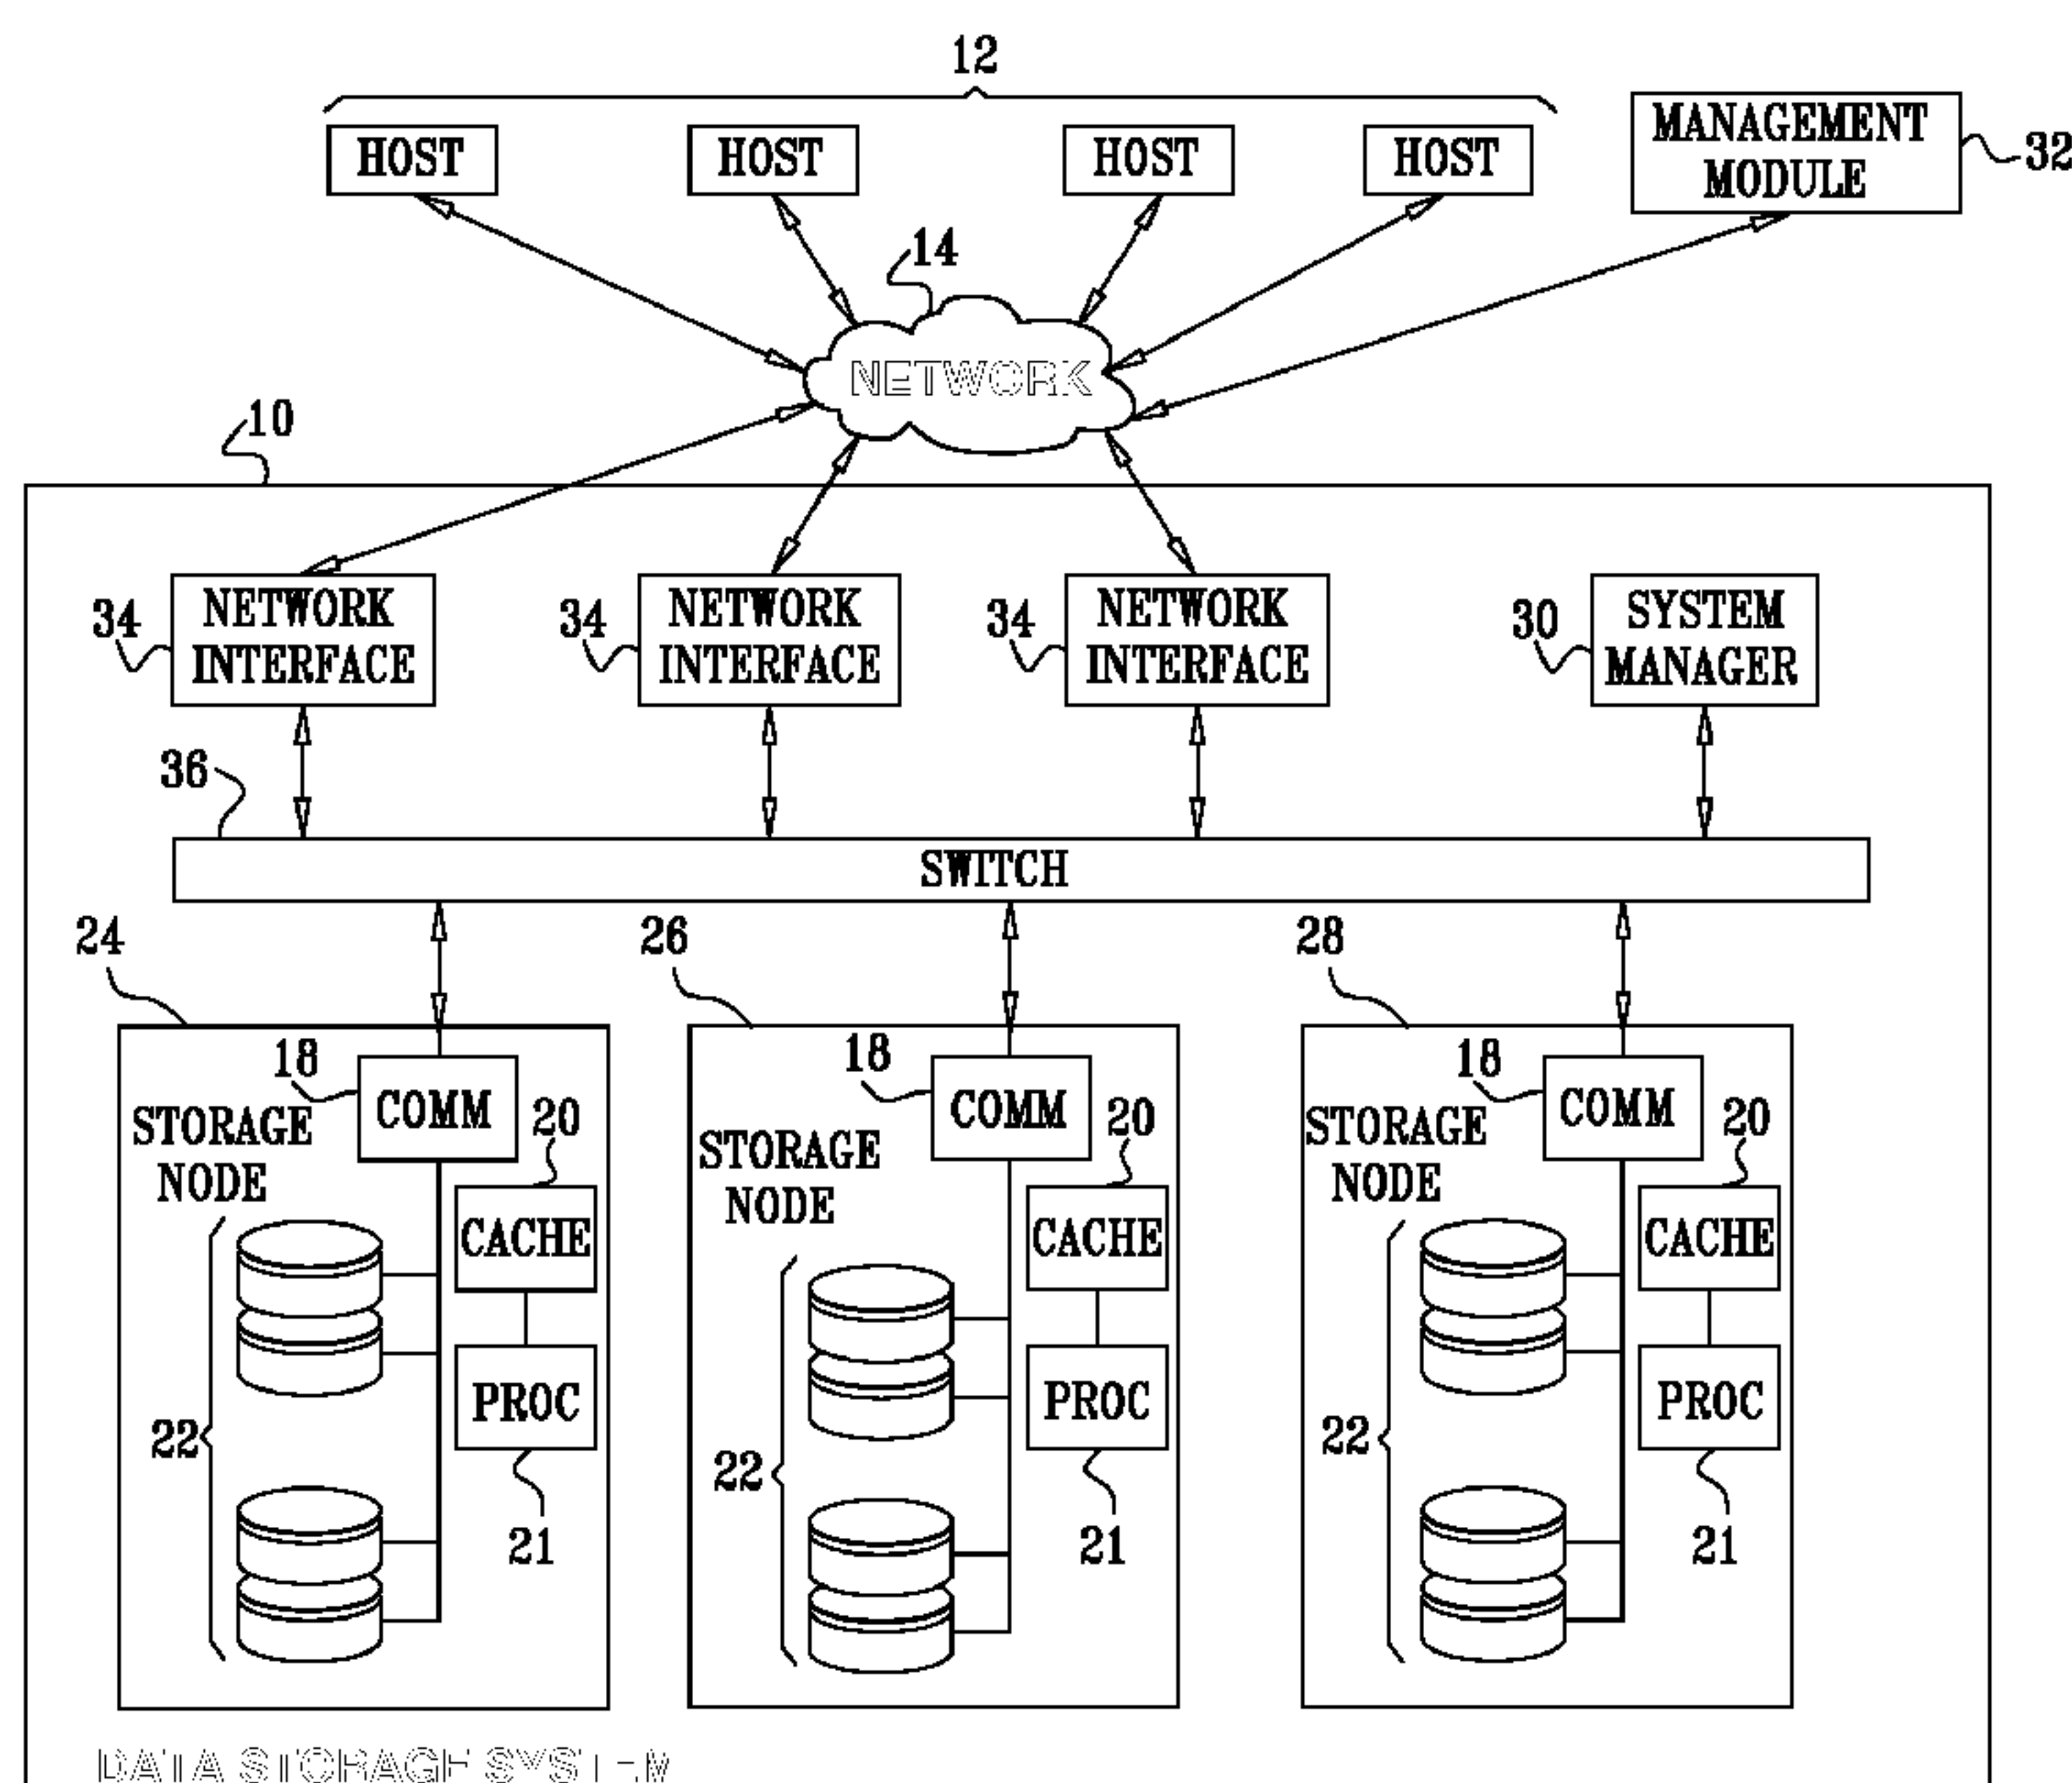 12
HOST HOST HOST HOST
MANAGEMENT
MODULE
32
14
NETWORK
10
34 NETWORK
INTERFACE
34 NETWORK
INTERFACE
34 NETWORK
INTERFACE
30 SYSTEM
MANAGER
36
SWITCH
24
18
COMM
STORAGE
NODE
20
CACHE
PROC
22
21
26
18
COMM
STORAGE
NODE
20
CACHE
PROC
22
21
28
18
COMM
STORAGE
NODE
20
CACHE
PROC
22
21
DATA STORAGE SYSTEM